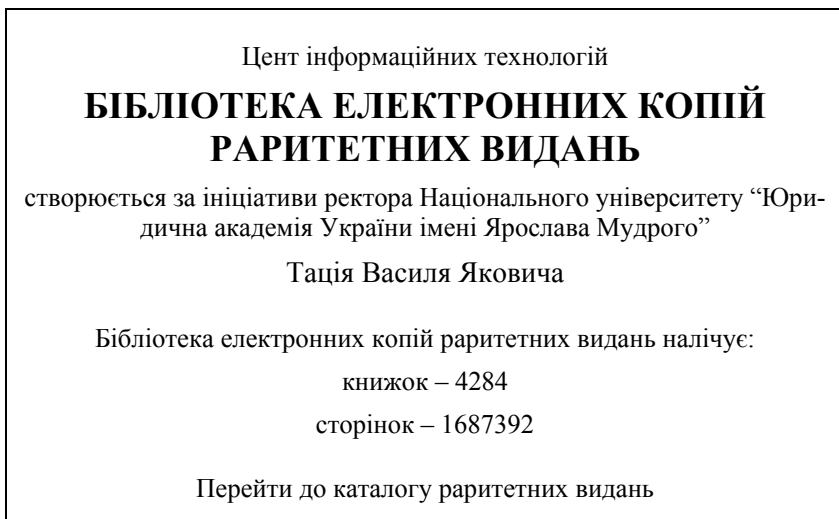 Цент інформаційних технологій
БІБЛІОТЕКА ЕЛЕКТРОННИХ КОПІЙ
РАРИТЕТНИХ ВИДАНЬ
створюється за ініціативи ректора Національного університету “Юри-
дична академія України імені Ярослава Мудрого”
Тація Василя Яковича
Бібліотека електронних копій раритетних видань налічує:
книжок – 4284
сторінок – 1687392
Перейти до каталогу раритетних видань